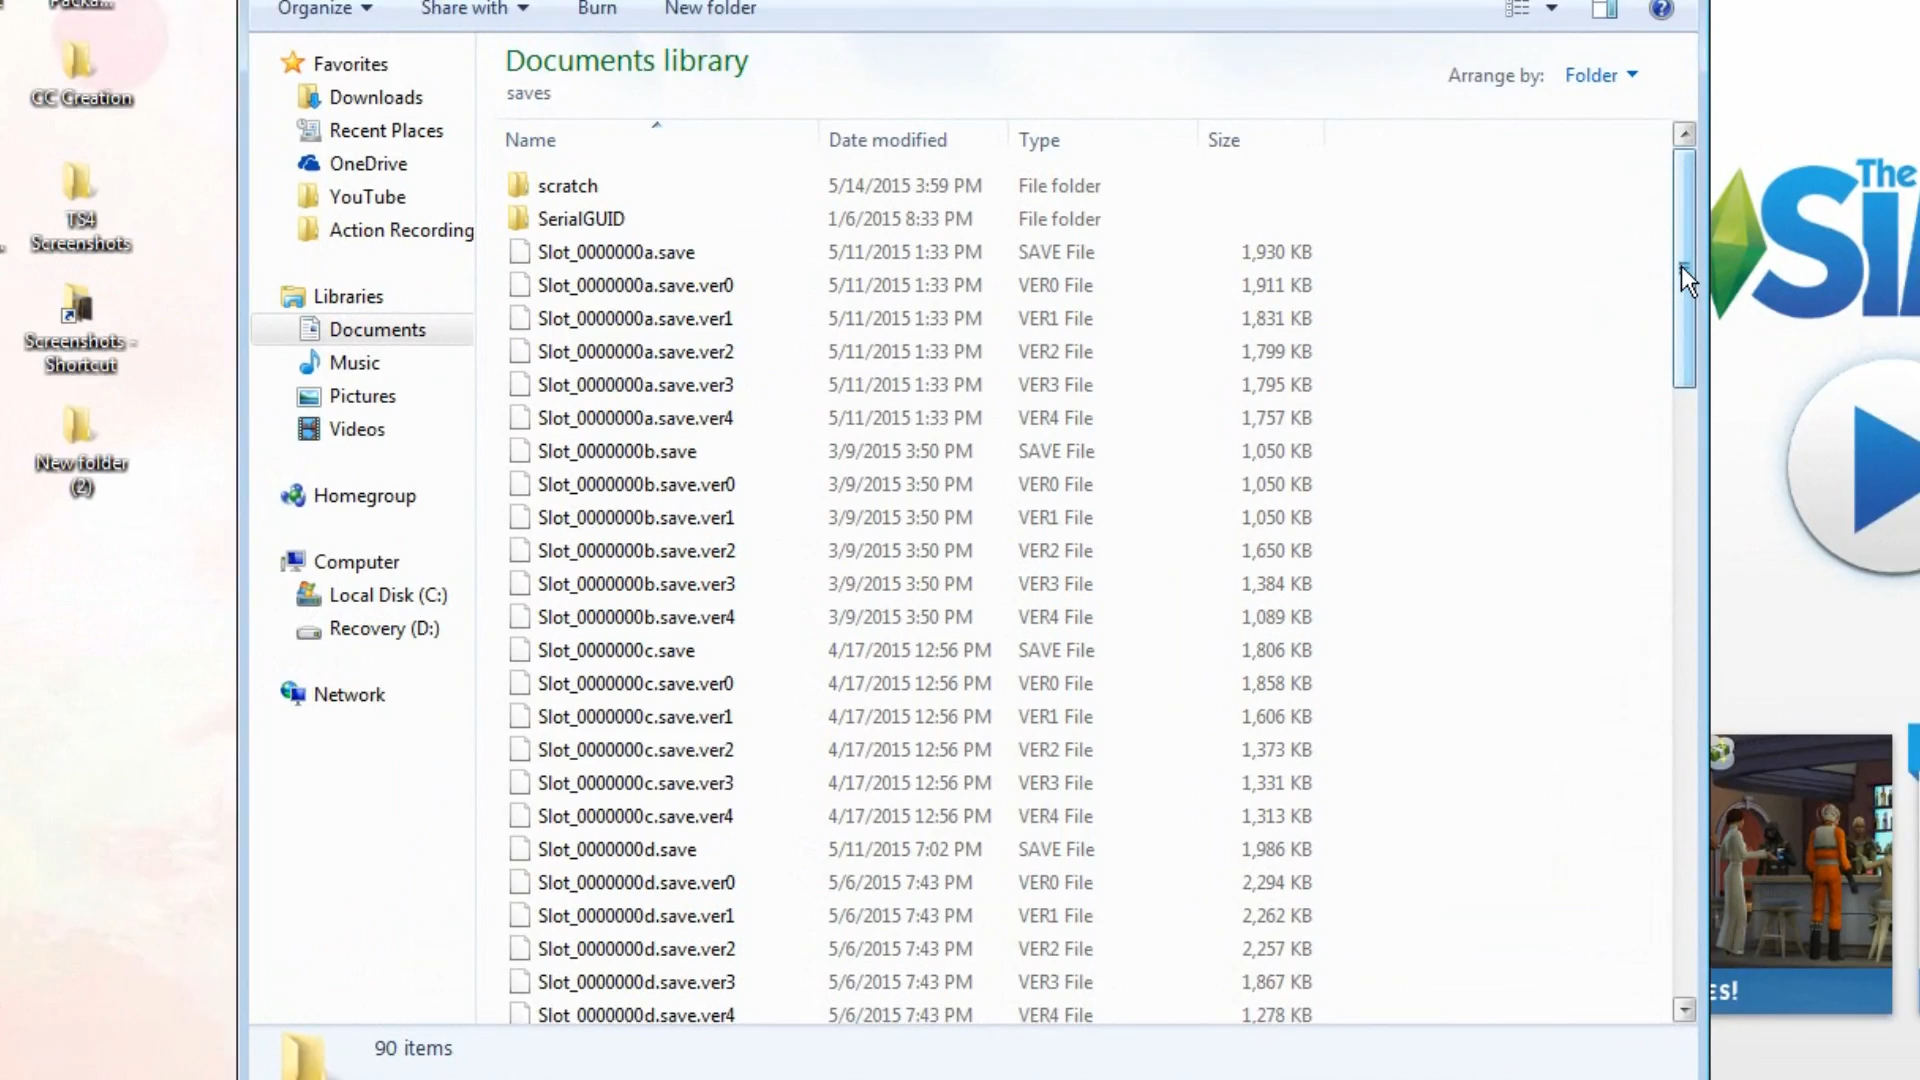 Organize
Share with
Burn
New folder
CC Creation
TS4
Screenshots
Screenshots -
Shortcut
New folder
(2)
Favorites
Downloads
Recent Places
OneDrive
YouTube
Action Recording
Libraries
Documents
Music
Pictures
Videos
Homegroup
Computer
Local Disk (C:)
Recovery (D:)
Network
Documents library
saves
Arrange by: Folder
Name Date modified Type Size
scratch 5/14/2015 3:59 PM File folder
SerialGUID 1/6/2015 8:33 PM File folder
Slot_0000000a.save 5/11/2015 1:33 PM SAVE File 1,930 KB
Slot_0000000a.save.ver0 5/11/2015 1:33 PM VER0 File 1,911 KB
Slot_0000000a.save.ver1 5/11/2015 1:33 PM VER1 File 1,831 KB
Slot_0000000a.save.ver2 5/11/2015 1:33 PM VER2 File 1,799 KB
Slot_0000000a.save.ver3 5/11/2015 1:33 PM VER3 File 1,795 KB
Slot_0000000a.save.ver4 5/11/2015 1:33 PM VER4 File 1,757 KB
Slot_0000000b.save 3/9/2015 3:50 PM SAVE File 1,050 KB
Slot_0000000b.save.ver0 3/9/2015 3:50 PM VER0 File 1,050 KB
Slot_0000000b.save.ver1 3/9/2015 3:50 PM VER1 File 1,050 KB
Slot_0000000b.save.ver2 3/9/2015 3:50 PM VER2 File 1,650 KB
Slot_0000000b.save.ver3 3/9/2015 3:50 PM VER3 File 1,384 KB
Slot_0000000b.save.ver4 3/9/2015 3:50 PM VER4 File 1,089 KB
Slot_0000000c.save 4/17/2015 12:56 PM SAVE File 1,806 KB
Slot_0000000c.save.ver0 4/17/2015 12:56 PM VER0 File 1,858 KB
Slot_0000000c.save.ver1 4/17/2015 12:56 PM VER1 File 1,606 KB
Slot_0000000c.save.ver2 4/17/2015 12:56 PM VER2 File 1,373 KB
Slot_0000000c.save.ver3 4/17/2015 12:56 PM VER3 File 1,331 KB
Slot_0000000c.save.ver4 4/17/2015 12:56 PM VER4 File 1,313 KB
Slot_0000000d.save 5/11/2015 7:02 PM SAVE File 1,986 KB
Slot_0000000d.save.ver0 5/6/2015 7:43 PM VER0 File 2,294 KB
Slot_0000000d.save.ver1 5/6/2015 7:43 PM VER1 File 2,262 KB
Slot_0000000d.save.ver2 5/6/2015 7:43 PM VER2 File 2,257 KB
Slot_0000000d.save.ver3 5/6/2015 7:43 PM VER3 File 1,867 KB
Slot_0000000d.save.ver4 5/6/2015 7:43 PM VER4 File 1,278 KB
90 items
The
SI
ES!